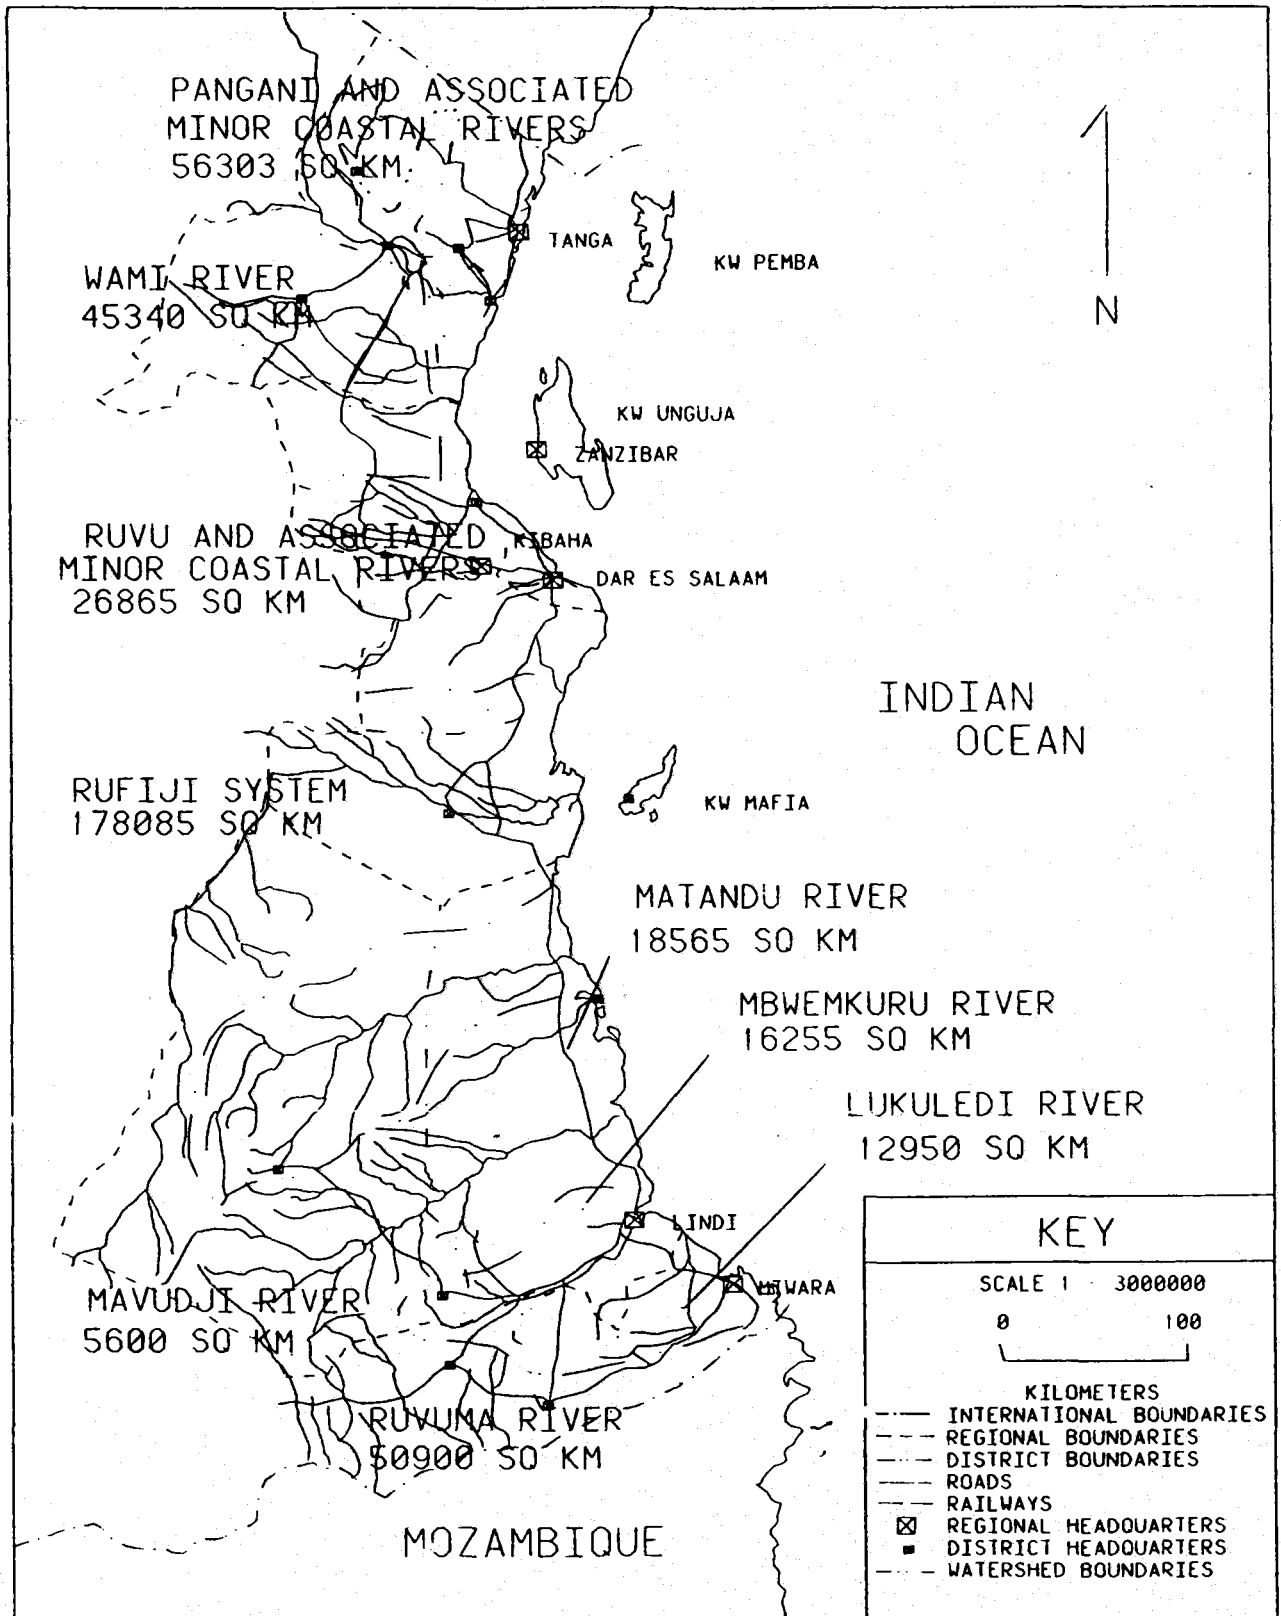 PANGANI AND ASSOCIATED
MINOR COASTAL RIVERS
56303 SQ KM
TANGA
KW PEMBA
WAMI RIVER
45340 SQ KM
N
KW UNGUJA
ZANZIBAR
RUVU AND ASSOCIATED
MINOR COASTAL RIVERS
26865 SQ KM
KIBAHA
DAR ES SALAAM
INDIAN
OCEAN
RUFIJI SYSTEM
178085 SQ KM
KW MAFIA
MATANDU RIVER
18565 SQ KM
MBWEMKURU RIVER
16255 SQ KM
LUKULEDI RIVER
12950 SQ KM
LINDI
MIWARA
MAVUDJI RIVER
5600 SQ KM
RUVUMA RIVER
50900 SQ KM
MOZAMBIQUE
KEY
SCALE 1 3000000
0 100
KILOMETERS
INTERNATIONAL BOUNDARIES
REGIONAL BOUNDARIES
DISTRICT BOUNDARIES
ROADS
RAILWAYS
REGIONAL HEADQUARTERS
DISTRICT HEADQUARTERS
WATERSHED BOUNDARIES